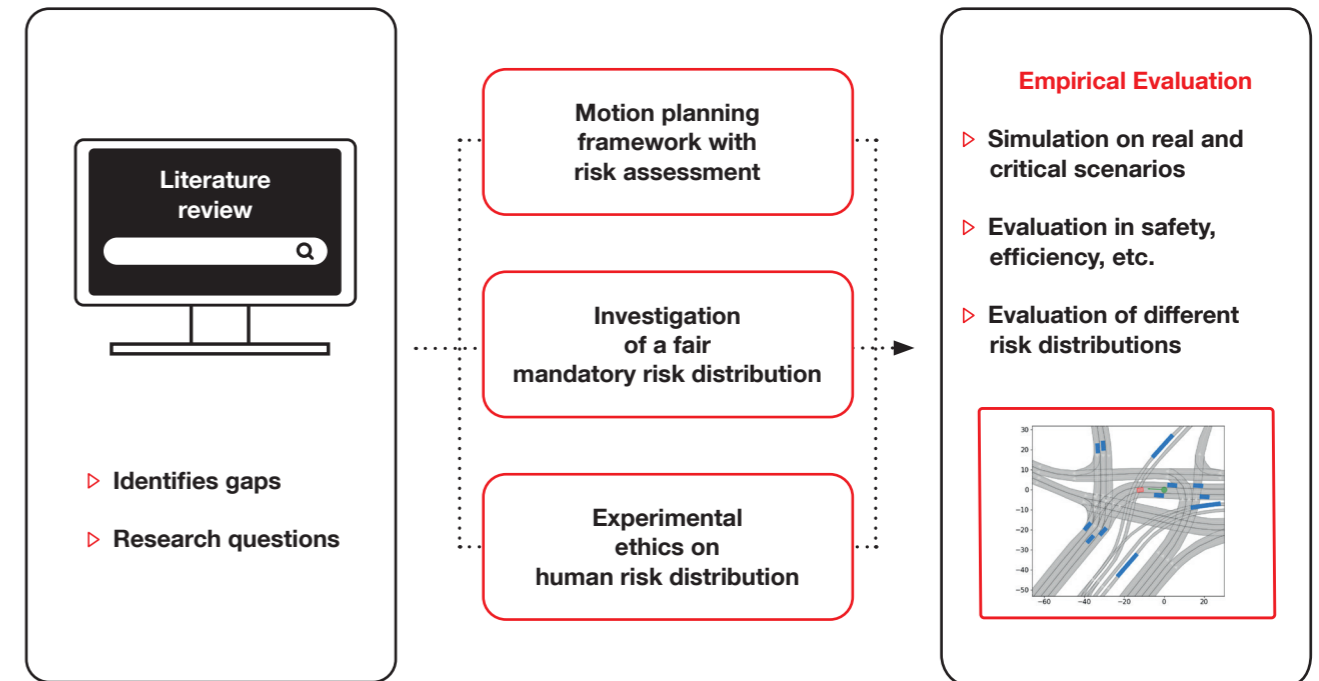 Literature
review
Identifies gaps
Research questions
Motion planning
framework with
risk assessment
Investigation
of a fair
mandatory risk distribution
Experimental
ethics on
human risk distribution
Empirical Evaluation
Simulation on real and
critical scenarios
Evaluation in safety,
efficiency, etc.
Evaluation of different
risk distributions
30
20
10
0
−10
−20
−30
−40
−50
−60 −40 −20 0 20